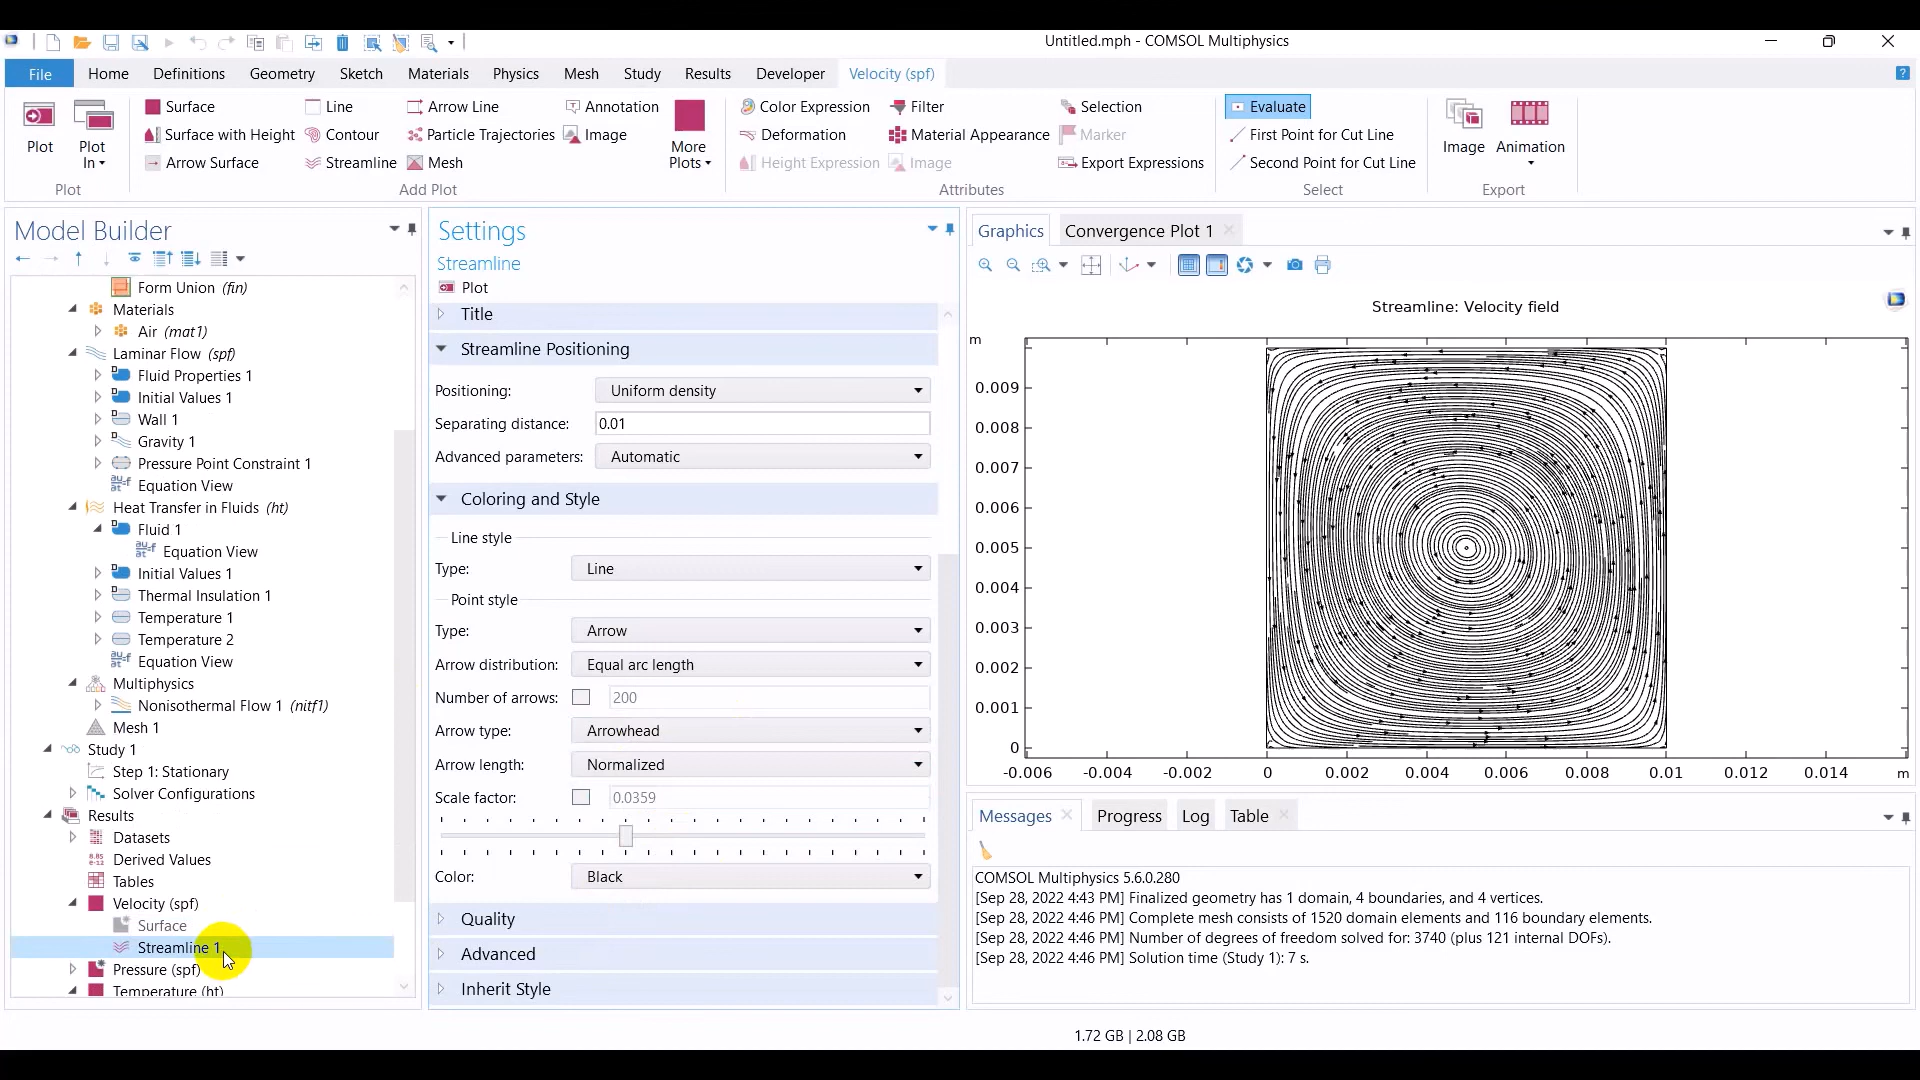 Untitled.mph - COMSOL Multiphysics
File Home Definitions Geometry Sketch Materials Physics Mesh Study Results Developer Velocity (spf)
Surface Line Arrow Line Annotation Color Expression Filter Selection Evaluate
Surface with Height Contour Particle Trajectories Image Deformation Material Appearance Marker First Point for Cut Line
Arrow Surface Streamline Mesh Height Expression Image Export Expressions Second Point for Cut Line
Plot
Plot In
More Plots
Image
Animation
Plot Add Plot Attributes Select Export
Model Builder
Form Union (fin)
Materials
Air (mat1)
Laminar Flow (spf)
Fluid Properties 1
Initial Values 1
Wall 1
Gravity 1
Pressure Point Constraint 1
Equation View
Heat Transfer in Fluids (ht)
Fluid 1
Equation View
Initial Values 1
Thermal Insulation 1
Temperature 1
Temperature 2
Equation View
Multiphysics
Nonisothermal Flow 1 (nitf1)
Mesh 1
Study 1
Step 1: Stationary
Solver Configurations
Results
Datasets
8.85 e-12 Derived Values
Tables
Velocity (spf)
Surface
Streamline 1
Pressure (spf)
Temperature (ht)
Settings
Streamline
Plot
Title
Streamline Positioning
Positioning: Uniform density
Separating distance: 0.01
Advanced parameters: Automatic
Coloring and Style
Line style
Type: Line
Point style
Type: Arrow
Arrow distribution: Equal arc length
Number of arrows: 200
Arrow type: Arrowhead
Arrow length: Normalized
Scale factor: 0.0359
Color: Black
Quality
Advanced
Inherit Style
Graphics Convergence Plot 1
Streamline: Velocity field
m
0.009
0.008
0.007
0.006
0.005
0.004
0.003
0.002
0.001
0
-0.006 -0.004 -0.002 0 0.002 0.004 0.006 0.008 0.01 0.012 0.014 m
Messages Progress Log Table
COMSOL Multiphysics 5.6.0.280
[Sep 28, 2022 4:43 PM] Finalized geometry has 1 domain, 4 boundaries, and 4 vertices.
[Sep 28, 2022 4:46 PM] Complete mesh consists of 1520 domain elements and 116 boundary elements.
[Sep 28, 2022 4:46 PM] Number of degrees of freedom solved for: 3740 (plus 121 internal DOFs).
[Sep 28, 2022 4:46 PM] Solution time (Study 1): 7 s.
1.72 GB | 2.08 GB